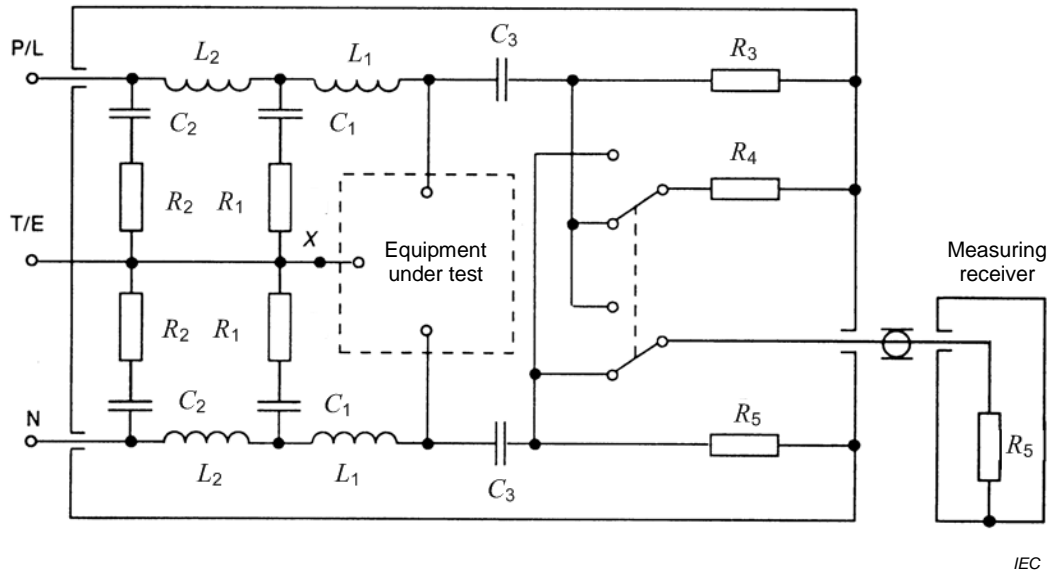 P/L
L2
L1
C3
R3
C2
C1
R4
R2
R1
T/E
X
Equipment
under test
Measuring
receiver
R2
R1
C2
C1
N
R5
R5
L2
L1
C3
IEC